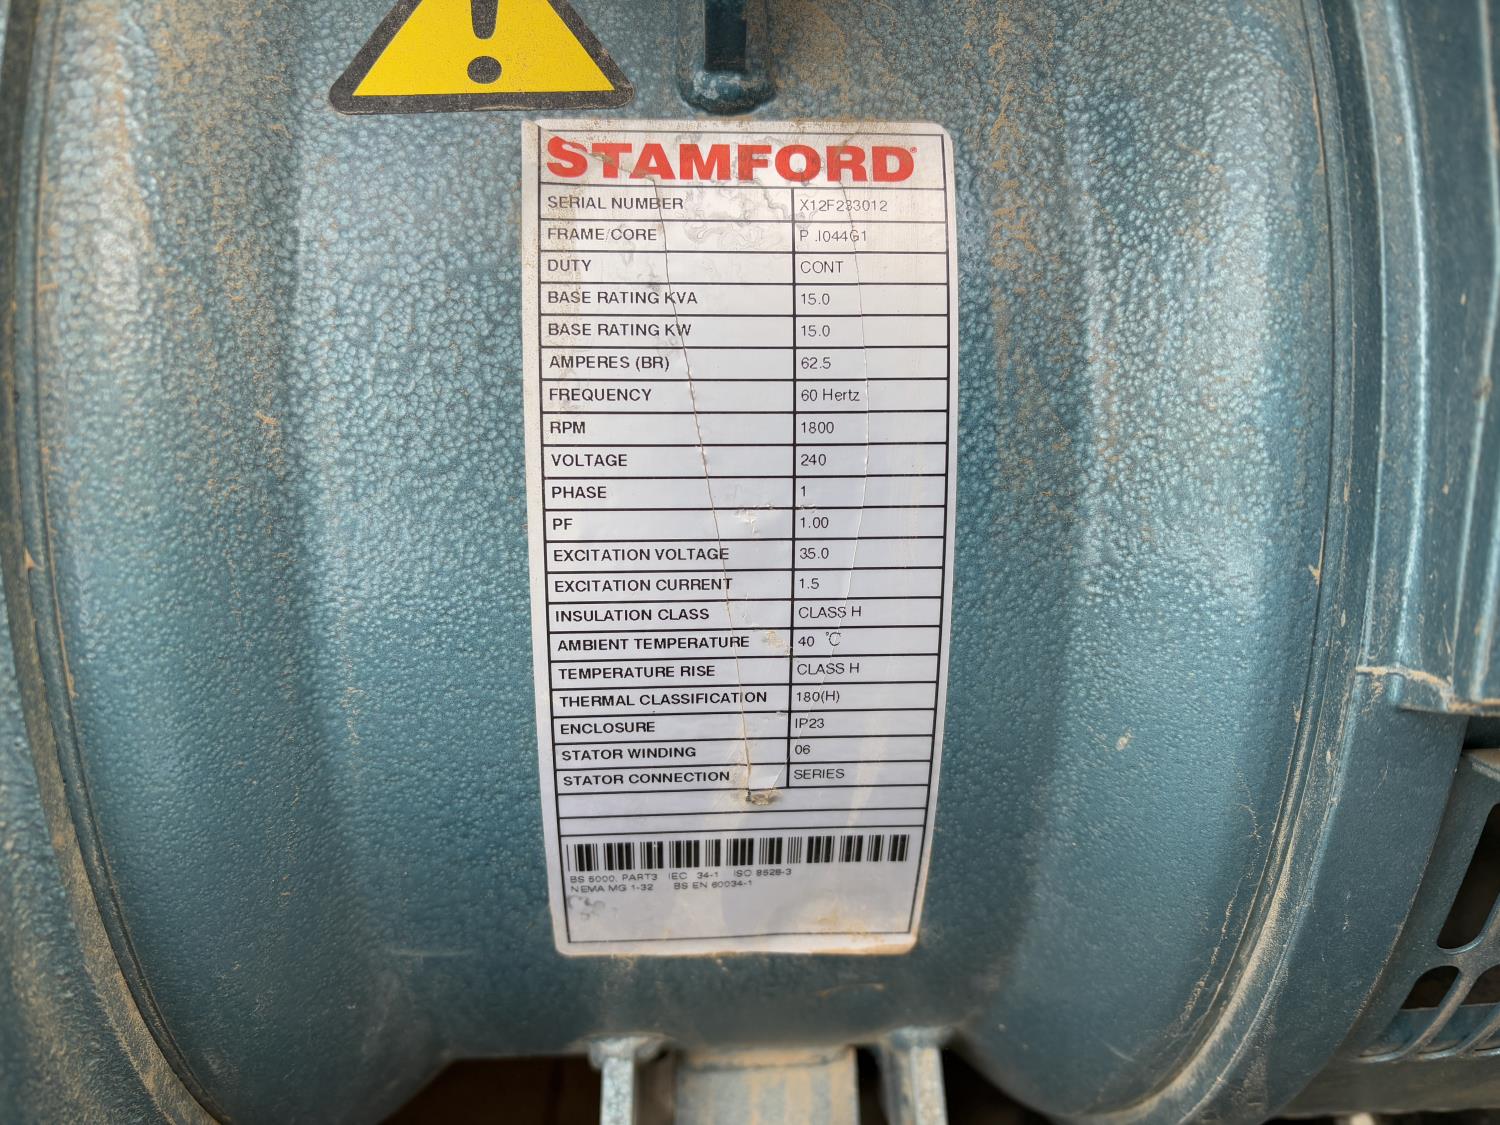 !
STAMFORD®
SERIAL NUMBER X12F233012
FRAME/CORE P .I044G1
DUTY CONT
BASE RATING KVA 15.0
BASE RATING KW 15.0
AMPERES (BR) 62.5
FREQUENCY 60 Hertz
RPM 1800
VOLTAGE 240
PHASE 1
PF 1.00
EXCITATION VOLTAGE 35.0
EXCITATION CURRENT 1.5
INSULATION CLASS CLASS H
AMBIENT TEMPERATURE 40 °C
TEMPERATURE RISE CLASS H
THERMAL CLASSIFICATION 180(H)
ENCLOSURE IP23
STATOR WINDING 06
STATOR CONNECTION SERIES
BS 5000, PART3 IEC 34-1 ISO 8528-3
NEMA MG 1-32 BS EN 60034-1